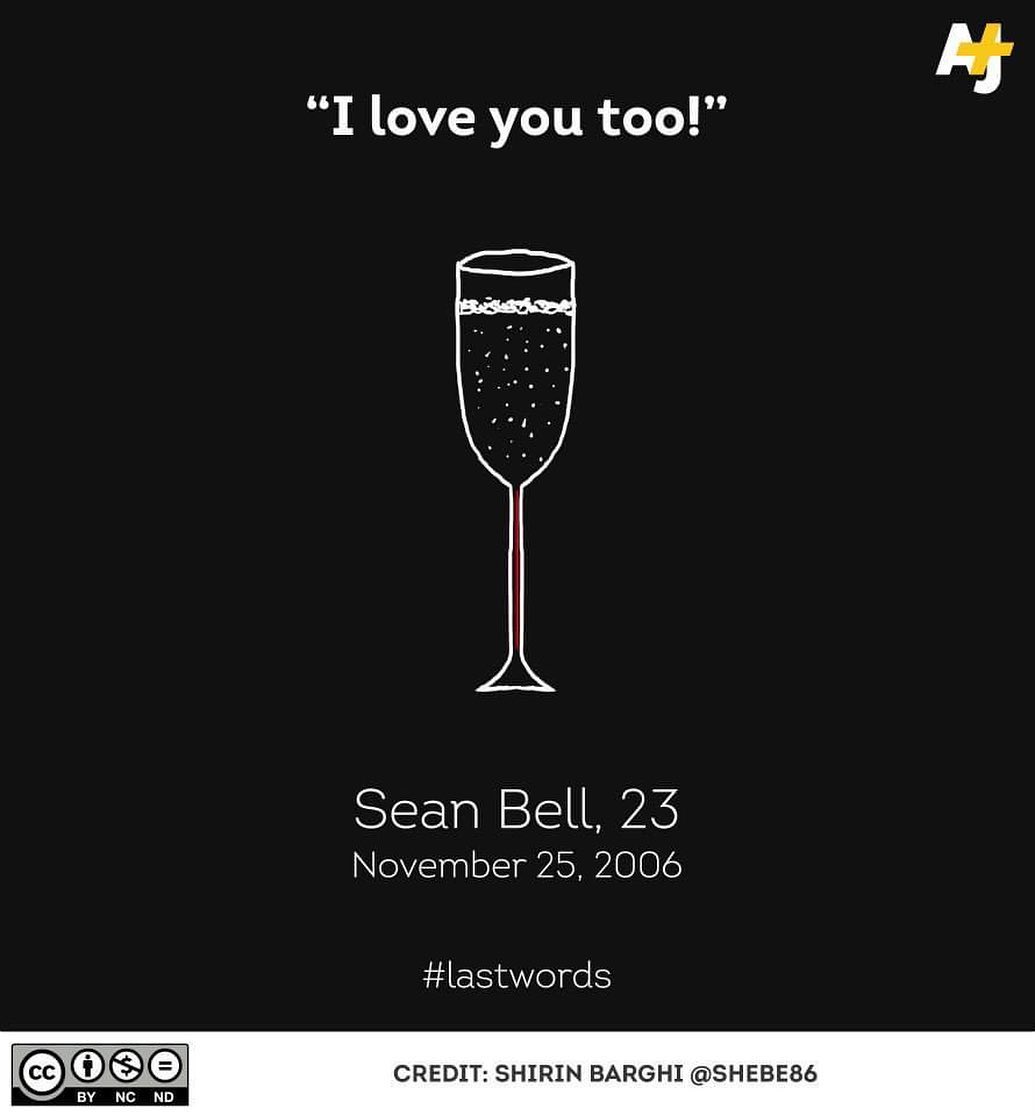 AJ+
“I love you too!”
Sean Bell, 23
November 25, 2006
#lastwords
cc
BY NC ND
CREDIT: SHIRIN BARGHI @SHEBE86